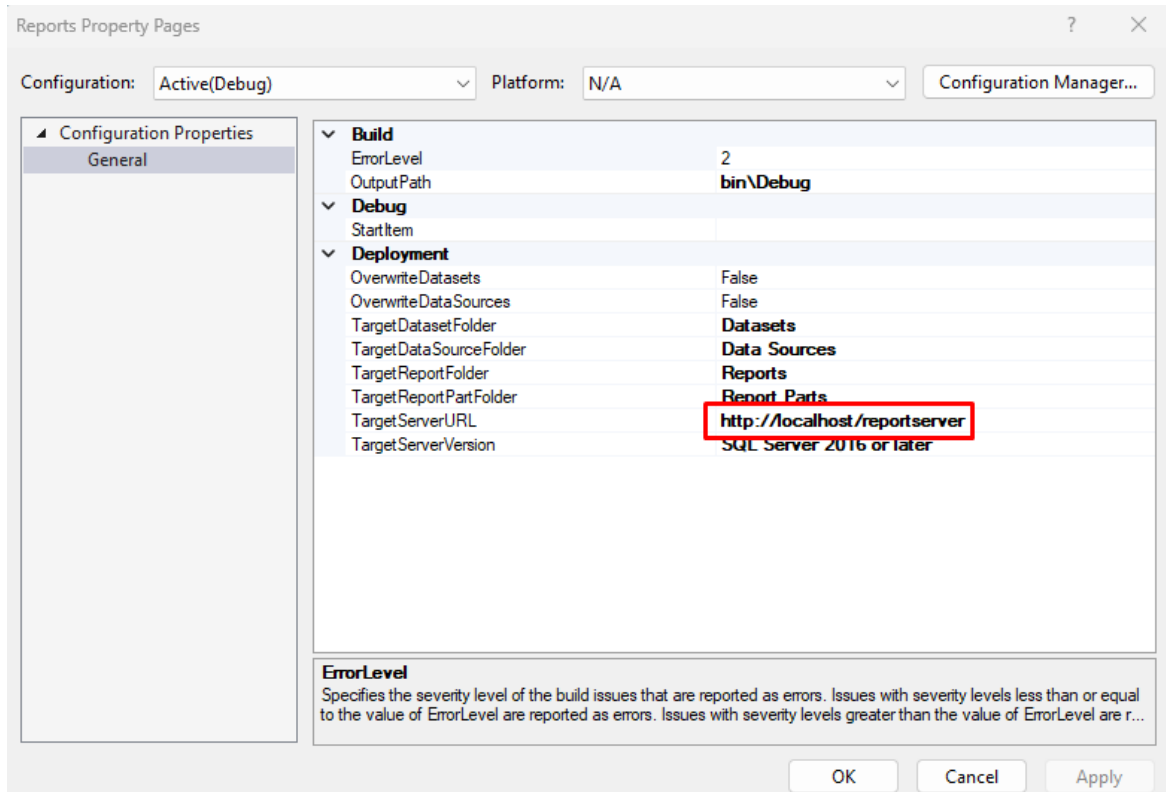 Reports Property Pages ?
Configuration: Active(Debug) Platform: N/A Configuration Manager...
Configuration Properties
General
Build
ErrorLevel 2
OutputPath bin\Debug
Debug
StartItem
Deployment
OverwriteDatasets False
OverwriteDataSources False
TargetDatasetFolder Datasets
TargetDataSourceFolder Data Sources
TargetReportFolder Reports
TargetReportPartFolder Report Parts
TargetServerURL http://localhost/reportserver
TargetServerVersion SQL Server 2016 or later
ErrorLevel
Specifies the severity level of the build issues that are reported as errors. Issues with severity levels less than or equal
to the value of ErrorLevel are reported as errors. Issues with severity levels greater than the value of ErrorLevel are r...
OK Cancel Apply